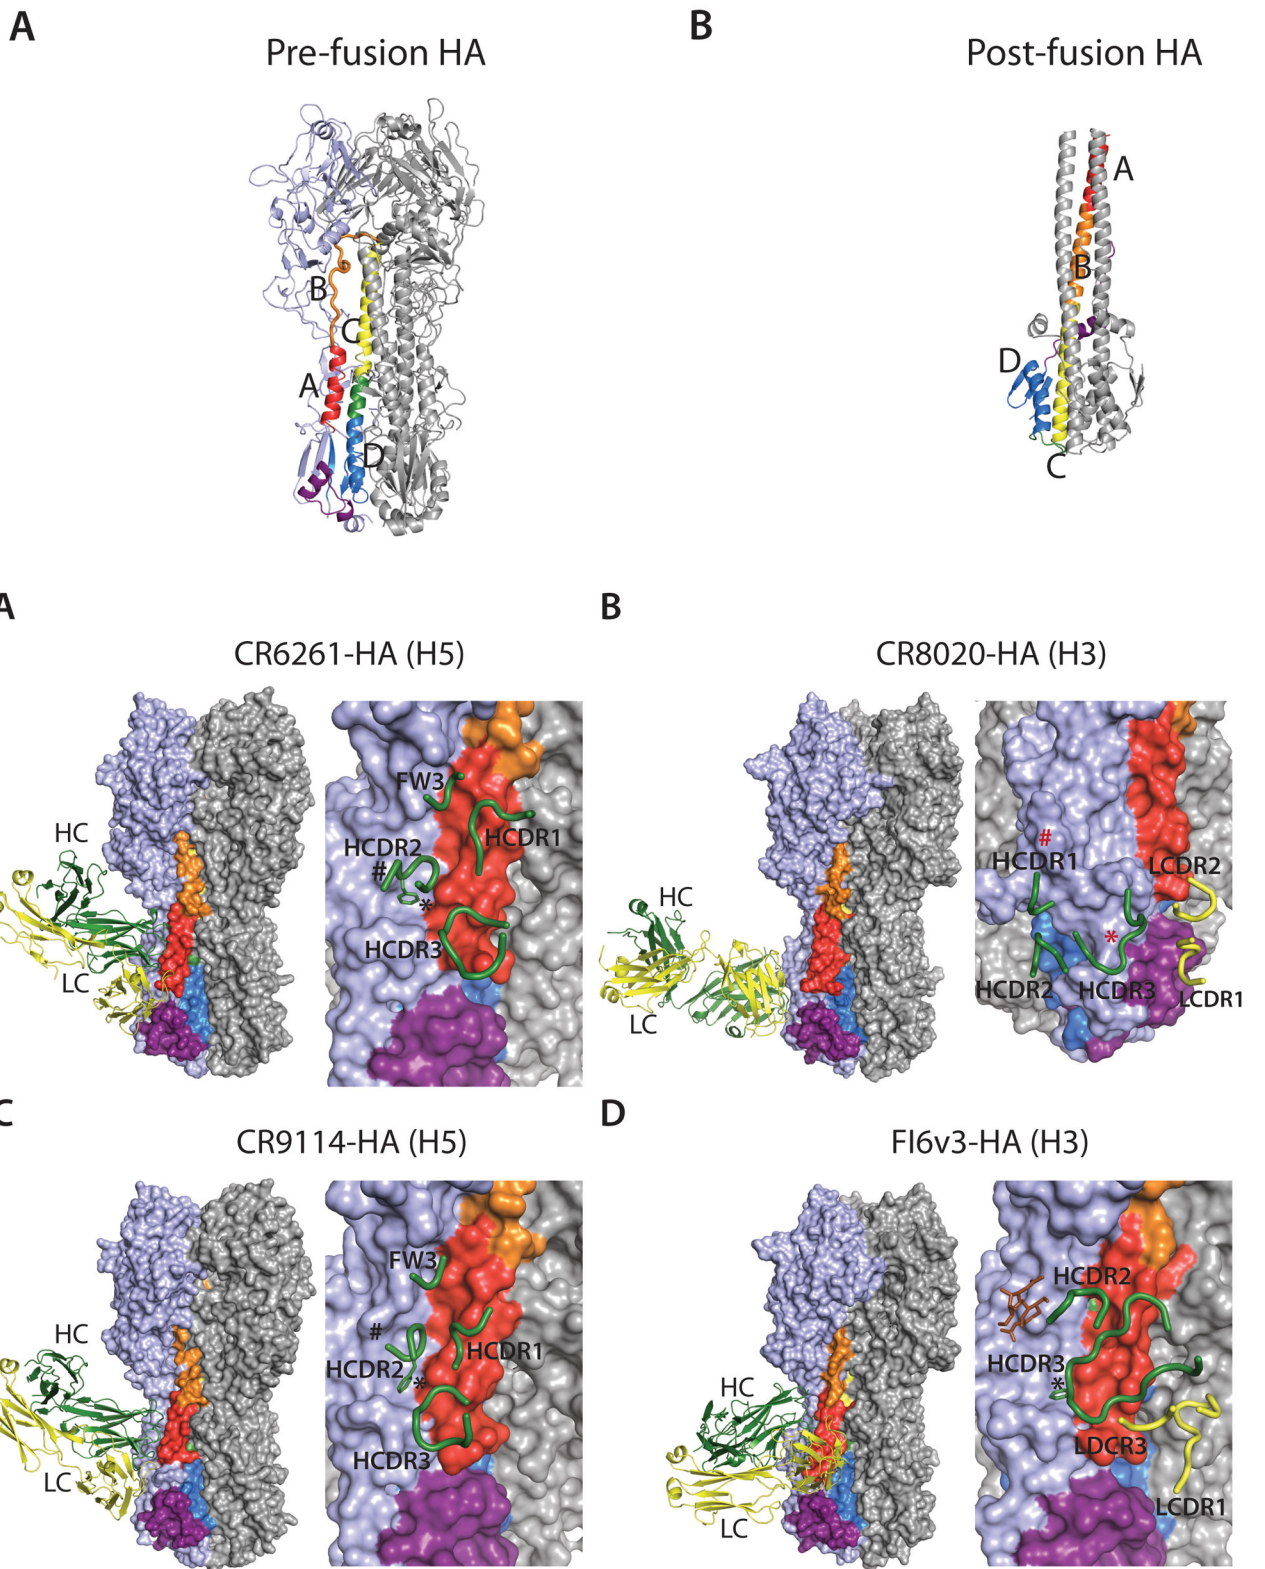 A
B
Pre-fusion HA
Post-fusion HA
A
B
B
C
A
D
D
C
A
B
CR6261-HA (H5)
CR8020-HA (H3)
FW3
HC
HCDR1
HCDR2
#
*
HCDR3
LC
#
HCDR1
LCDR2
HC
*
HCDR2
HCDR3
LCDR1
LC
C
D
CR9114-HA (H5)
FI6v3-HA (H3)
FW3
HC
#
HCDR1
HCDR2
*
HCDR3
LC
HCDR2
HCDR3
HC
*
LDCR3
LCDR1
LC